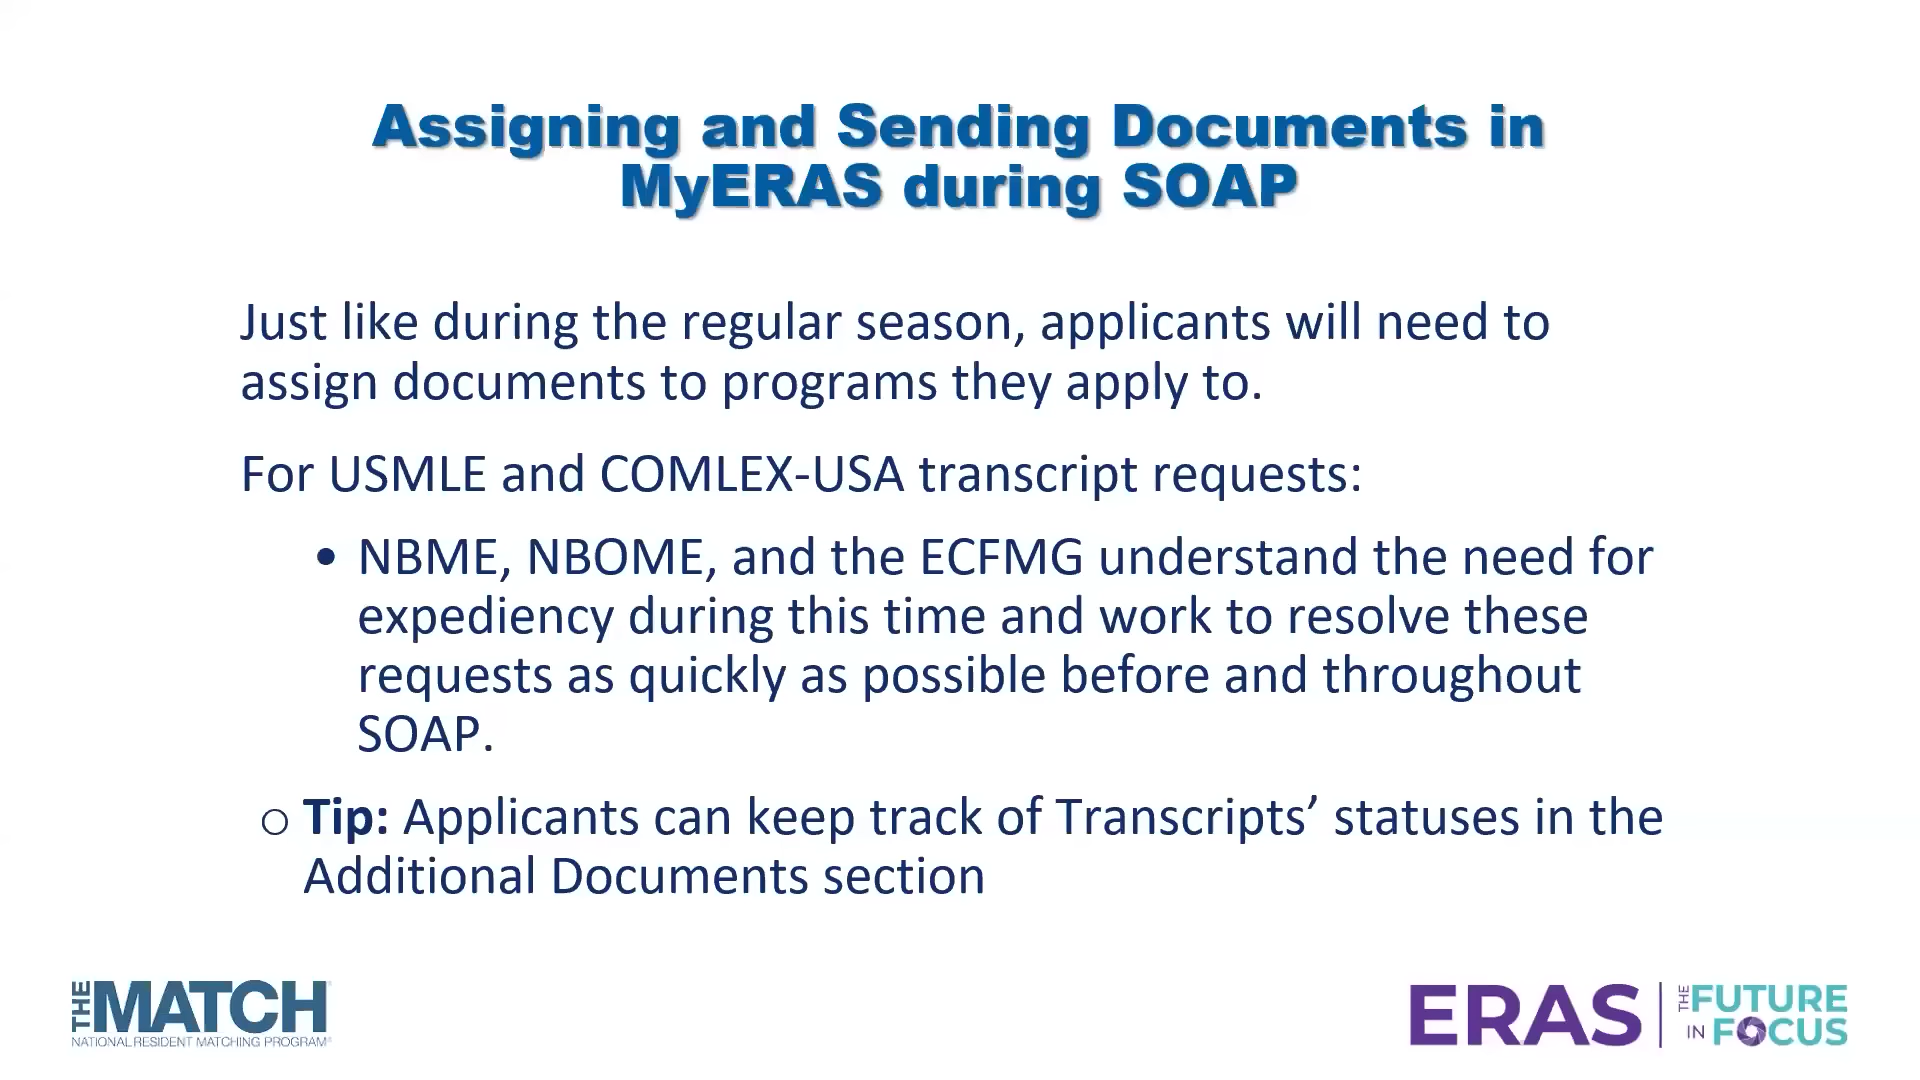 Assigning and Sending Documents in
MyERAS during SOAP
Just like during the regular season, applicants will need to
assign documents to programs they apply to.
For USMLE and COMLEX-USA transcript requests:
• NBME, NBOME, and the ECFMG understand the need for
expediency during this time and work to resolve these
requests as quickly as possible before and throughout
SOAP.
o Tip: Applicants can keep track of Transcripts’ statuses in the
Additional Documents section
THE MATCH
NATIONAL RESIDENT MATCHING PROGRAM®
ERAS | THE FUTURE
IN FOCUS